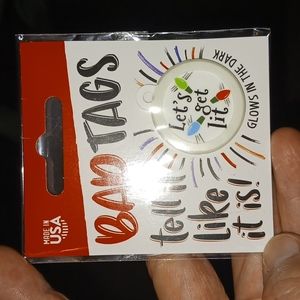 MADE IN
USA
BAD TAGS
tell it
like
it is!
Let's
get
lit
GLOWS IN THE DARK